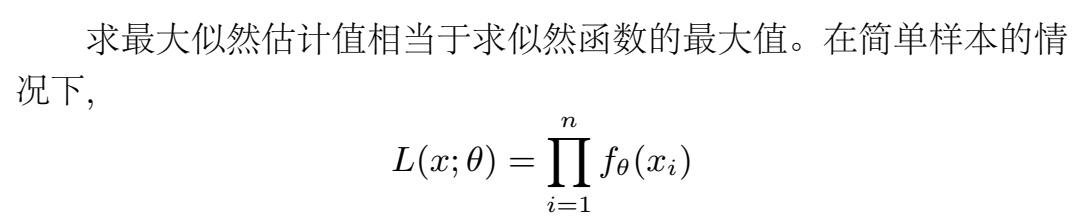 求最大似然估计值相当于求似然函数的最大值。在简单样本的情
况下,
L(x; θ) = ∏_{i=1}^{n} f_θ(x_i)